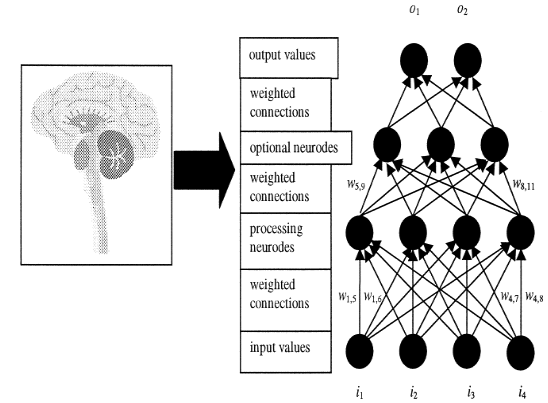 o1 o2
output values
weighted
connections
optional neurodes
weighted
connections
w5,9 w8,11
processing
neurodes
weighted
connections
w1,5 w1,6 w4,7 w4,8
input values
i1 i2 i3 i4